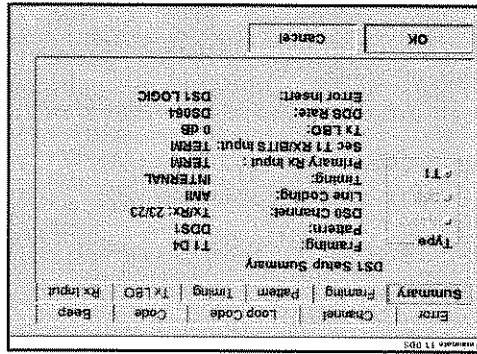 minimate T1 DDS
Error Channel Loop Code Code Beep
Summary Framing Pattern Timing Tx LBO Rx Input
DS1 Setup Summary
Type
T1
Framing: T1 D4
Pattern: DDS1
DS0 Channel: Tx/Rx: 23/23
Line Coding: AMI
Timing: INTERNAL
Primary Rx Input : TERM
Sec T1 RX/BITS Input: TERM
Tx LBO: 0 dB
DDS Rate: DS064
Error Insert: DS1 LOGIC
OK Cancel